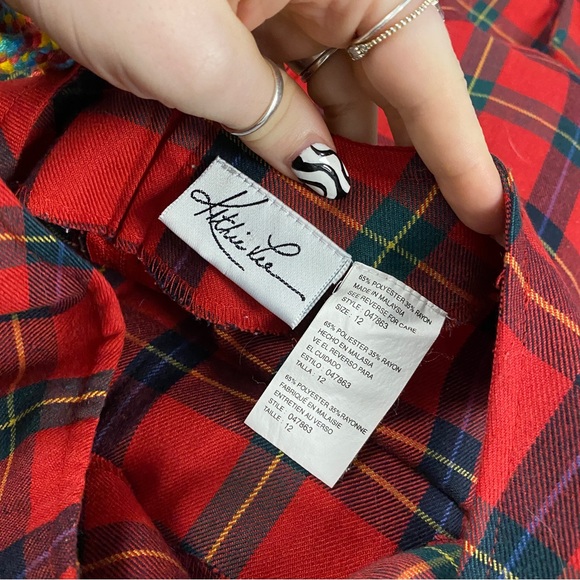 Kathie Lee
65% POLYESTER 35% RAYON
MADE IN MALAYSIA
SEE REVERSE FOR CARE
STYLE : 047863
SIZE : 12
65% POLIESTER 35% RAYON
HECHO EN MALASIA
VE EL REVERSO PARA
EL CUIDADO
ESTILO : 047863
TALLA : 12
65% POLYESTER 35% RAYONNE
FABRIQUÉ EN MALAISIE
ENTRETIEN AU VERSO
STILE : 047863
TALLE : 12